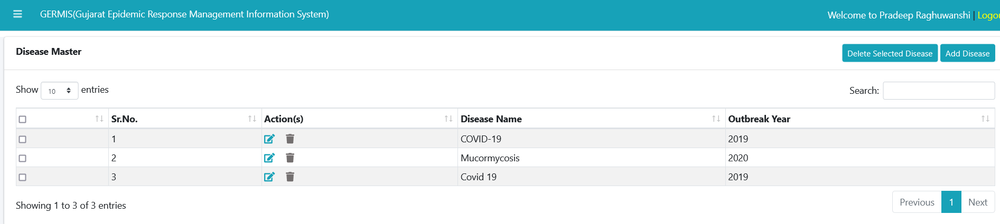 GERMIS(Gujarat Epidemic Response Management Information System)
Welcome to Pradeep Raghuwanshi | Logou
Disease Master
Delete Selected Disease Add Disease
Show 10 entries
Search:
Sr.No. Action(s) Disease Name Outbreak Year
1 COVID-19 2019
2 Mucormycosis 2020
3 Covid 19 2019
Showing 1 to 3 of 3 entries
Previous 1 Next